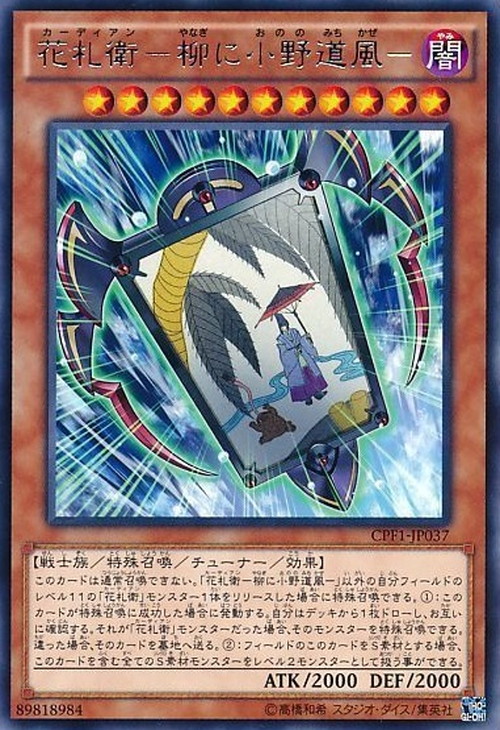 カーディアン やなぎ おののみちかぜ
花札衛－柳に小野道風－
やみ
闇
CPF1-JP037
【戦士族／特殊召喚／チューナー／効果】
このカードは通常召喚できない。「花札衛－柳に小野道風－」以外の自分フィールドの
レベル11の「花札衛」モンスター1体をリリースした場合に特殊召喚できる。①：この
カードが特殊召喚に成功した場合に発動する。自分はデッキから1枚ドローし、お互い
に確認する。それが「花札衛」モンスターだった場合、そのモンスターを特殊召喚できる。
違った場合、そのカードを墓地へ送る。②：フィールドのこのカードをS素材とする場合、
このカードを含む全てのS素材モンスターをレベル2モンスターとして扱う事ができる。
ATK/2000 DEF/2000
89818984
©高橋和希 スタジオ・ダイス/集英社